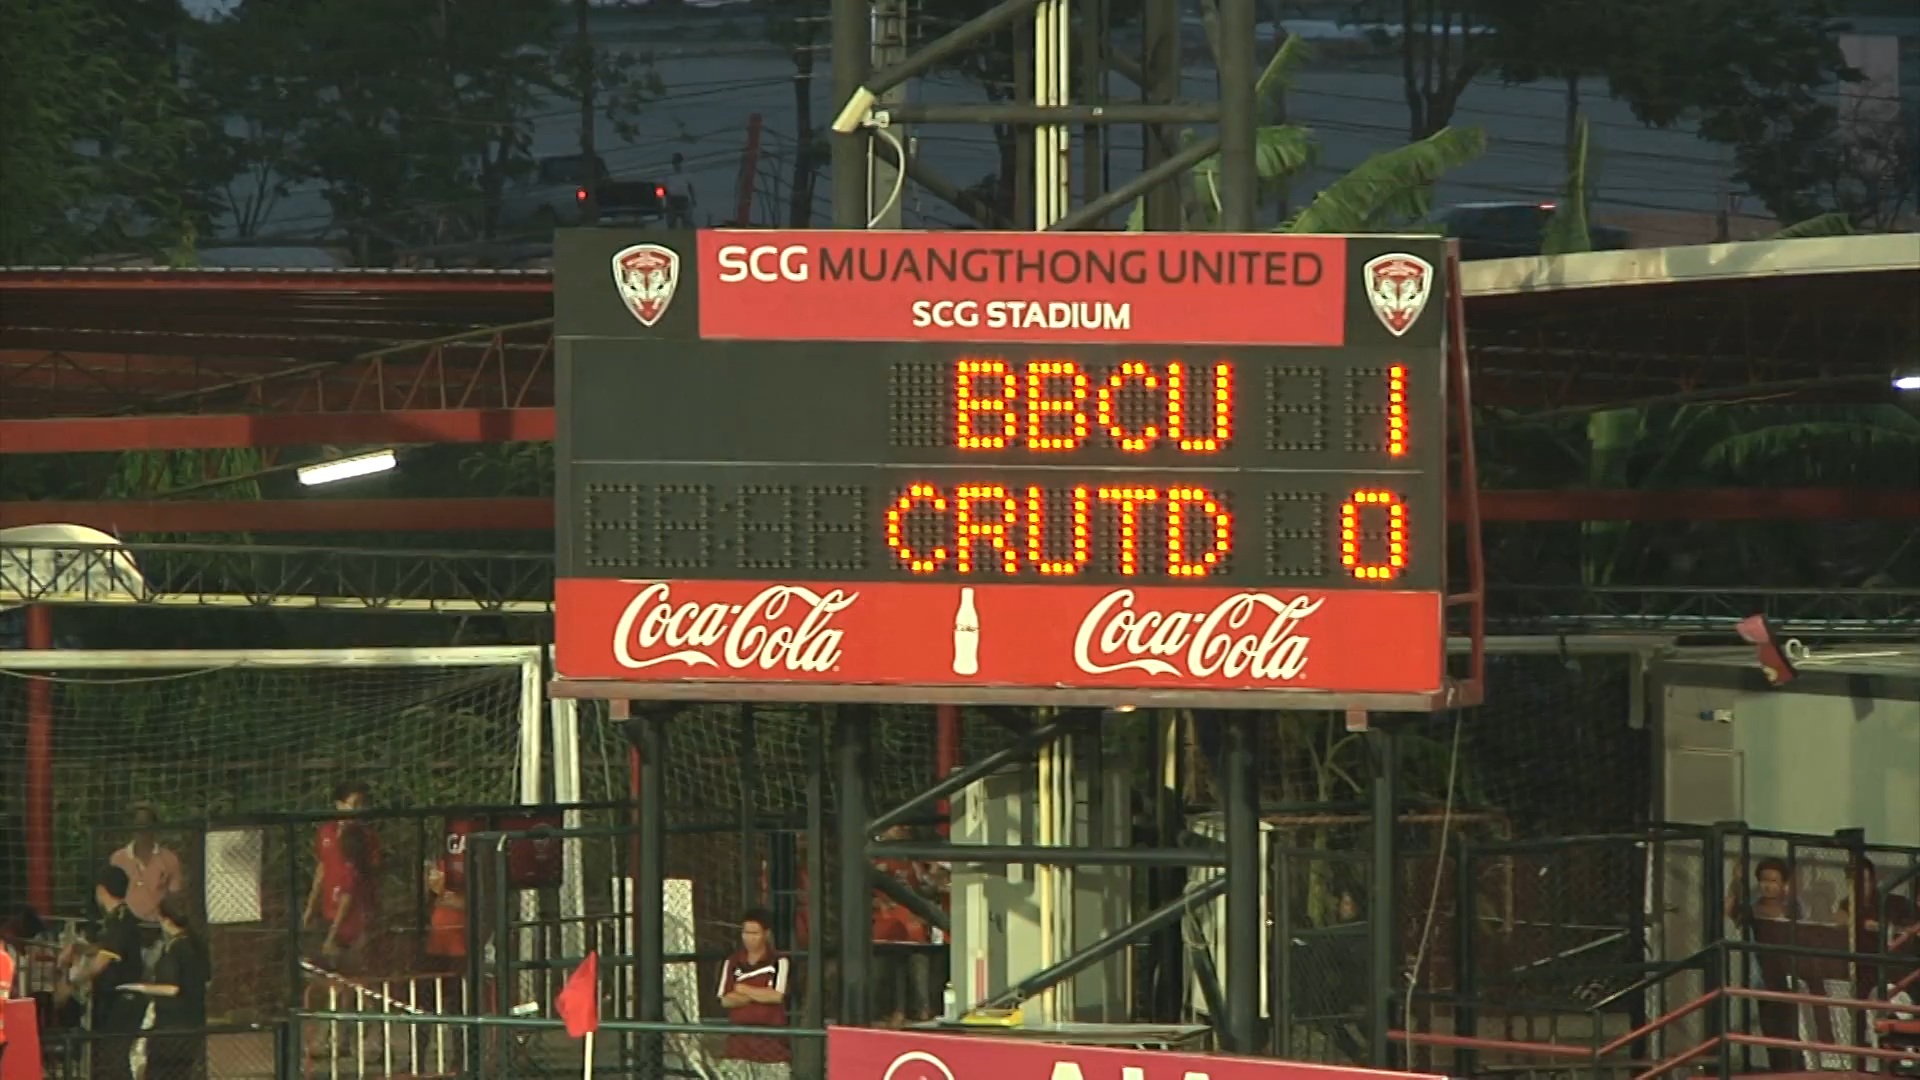 SCG MUANGTHONG UNITED
SCG STADIUM
BBCU 1
CRUTD 0
Coca-Cola Coca-Cola